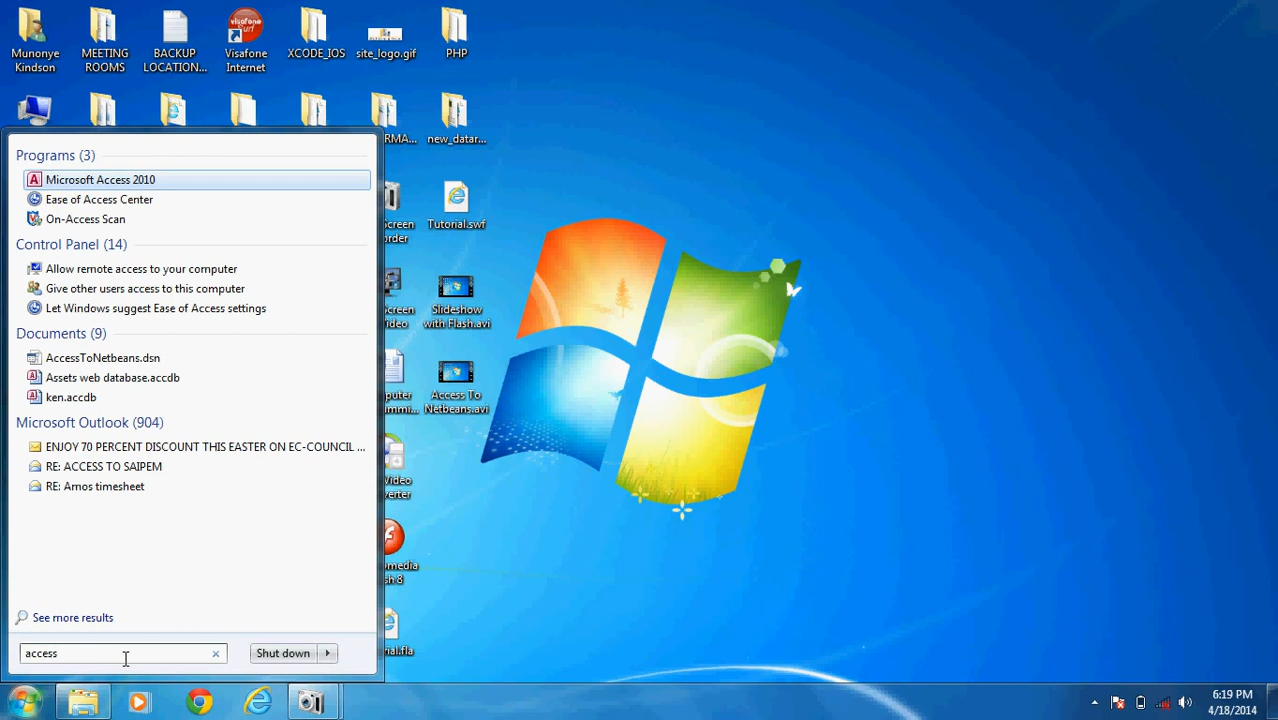 Munonye
Kindson
MEETING
ROOMS
BACKUP
LOCATION...
Visafone
Internet
XCODE_IOS
site_logo.gif
PHP
RMA...
new_datar...
Tutorial.swf
Slideshow
with Flash.avi
Access To
Netbeans.avi
Programs (3)
Microsoft Access 2010
Ease of Access Center
On-Access Scan
Control Panel (14)
Allow remote access to your computer
Give other users access to this computer
Let Windows suggest Ease of Access settings
Documents (9)
AccessToNetbeans.dsn
Assets web database.accdb
ken.accdb
Microsoft Outlook (904)
ENJOY 70 PERCENT DISCOUNT THIS EASTER ON EC-COUNCIL ...
RE: ACCESS TO SAIPEM
RE: Amos timesheet
See more results
access
Shut down
6:19 PM
4/18/2014